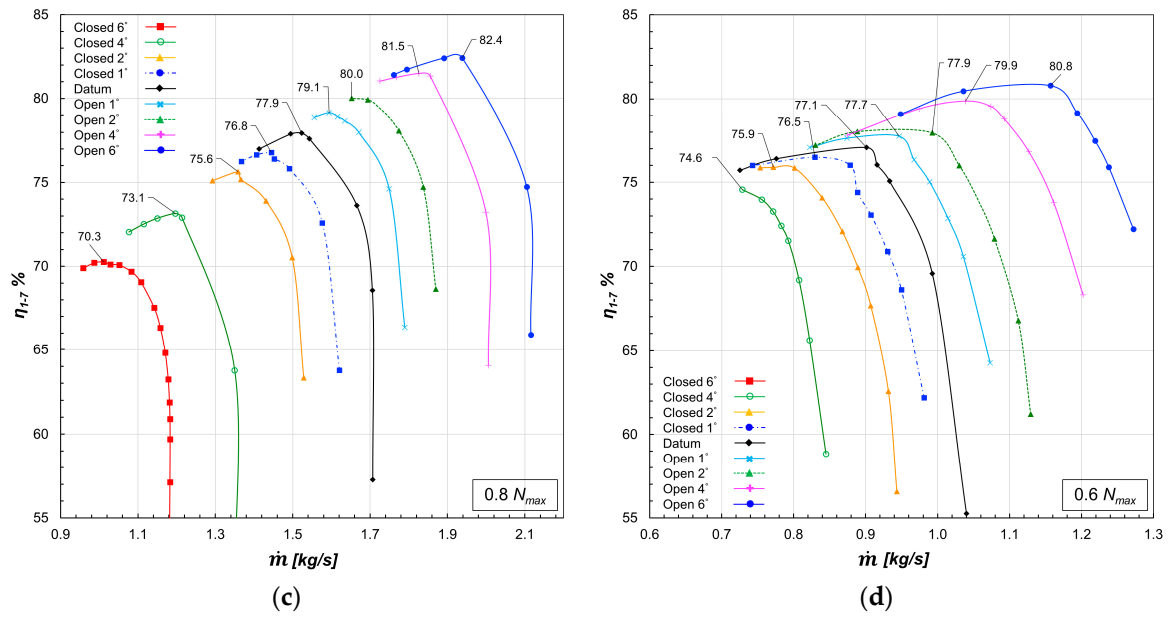 85
80
75
70
65
60
55
η1-7 %
Closed 6°
Closed 4°
Closed 2°
Closed 1°
Datum
Open 1°
Open 2°
Open 4°
Open 6°
70.3
73.1
75.6
76.8
77.9
79.1
80.0
81.5
82.4
0.8 Nmax
0.9 1.1 1.3 1.5 1.7 1.9 2.1
ṁ [kg/s]
(c)
85
80
75
70
65
60
55
η1-7 %
74.6
75.9
76.5
77.1
77.7
77.9
79.9
80.8
Closed 6°
Closed 4°
Closed 2°
Closed 1°
Datum
Open 1°
Open 2°
Open 4°
Open 6°
0.6 Nmax
0.6 0.7 0.8 0.9 1.0 1.1 1.2 1.3
ṁ [kg/s]
(d)